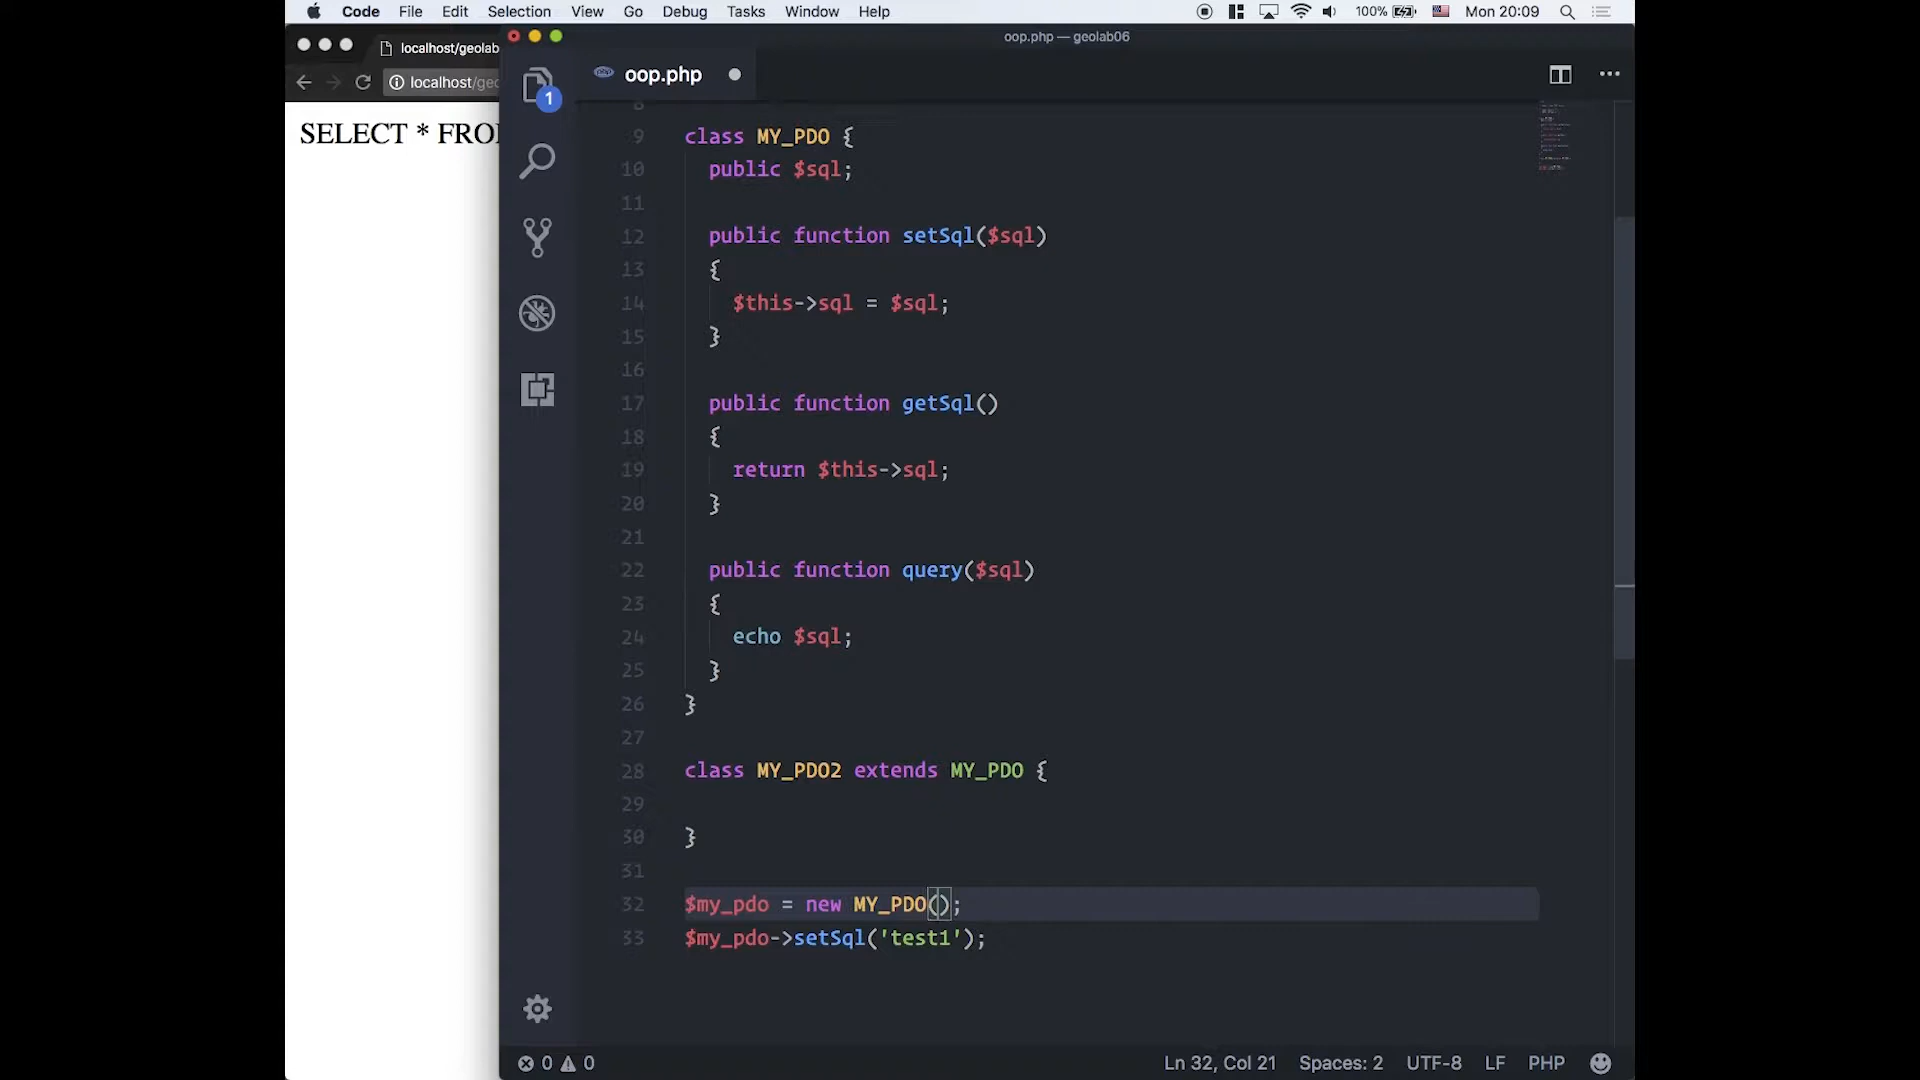 Code File Edit Selection View Go Debug Tasks Window Help 100% Mon 20:09
localhost/geolab
localhost/geo
SELECT * FRO
oop.php — geolab06
1
oop.php
9 class MY_PDO {
10 public $sql;
11
12 public function setSql($sql)
13 {
14 $this->sql = $sql;
15 }
16
17 public function getSql()
18 {
19 return $this->sql;
20 }
21
22 public function query($sql)
23 {
24 echo $sql;
25 }
26 }
27
28 class MY_PDO2 extends MY_PDO {
29
30 }
31
32 $my_pdo = new MY_PDO();
33 $my_pdo->setSql('test1');
0 0 Ln 32, Col 21 Spaces: 2 UTF-8 LF PHP